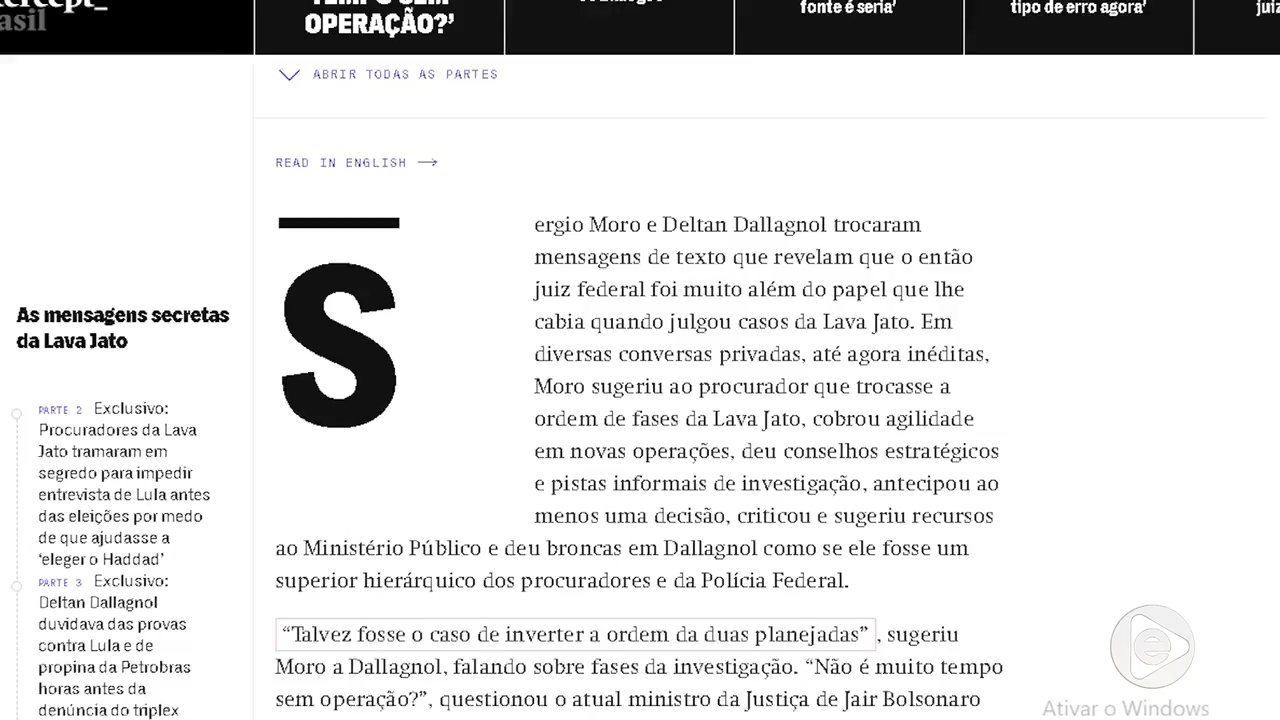 asil
OPERAÇÃO?’
fonte é seria’
tipo de erro agora’
ABRIR TODAS AS PARTES
READ IN ENGLISH →
As mensagens secretas
da Lava Jato
PARTE 2 Exclusivo:
Procuradores da Lava
Jato tramaram em
segredo para impedir
entrevista de Lula antes
das eleições por medo
de que ajudasse a
‘eleger o Haddad’
PARTE 3 Exclusivo:
Deltan Dallagnol
duvidava das provas
contra Lula e de
propina da Petrobras
horas antes da
denúncia do triplex
S
ergio Moro e Deltan Dallagnol trocaram
mensagens de texto que revelam que o então
juiz federal foi muito além do papel que lhe
cabia quando julgou casos da Lava Jato. Em
diversas conversas privadas, até agora inéditas,
Moro sugeriu ao procurador que trocasse a
ordem de fases da Lava Jato, cobrou agilidade
em novas operações, deu conselhos estratégicos
e pistas informais de investigação, antecipou ao
menos uma decisão, criticou e sugeriu recursos
ao Ministério Público e deu broncas em Dallagnol como se ele fosse um
superior hierárquico dos procuradores e da Polícia Federal.
“Talvez fosse o caso de inverter a ordem da duas planejadas”, sugeriu
Moro a Dallagnol, falando sobre fases da investigação. “Não é muito tempo
sem operação?”, questionou o atual ministro da Justiça de Jair Bolsonaro
Ativar o Windows